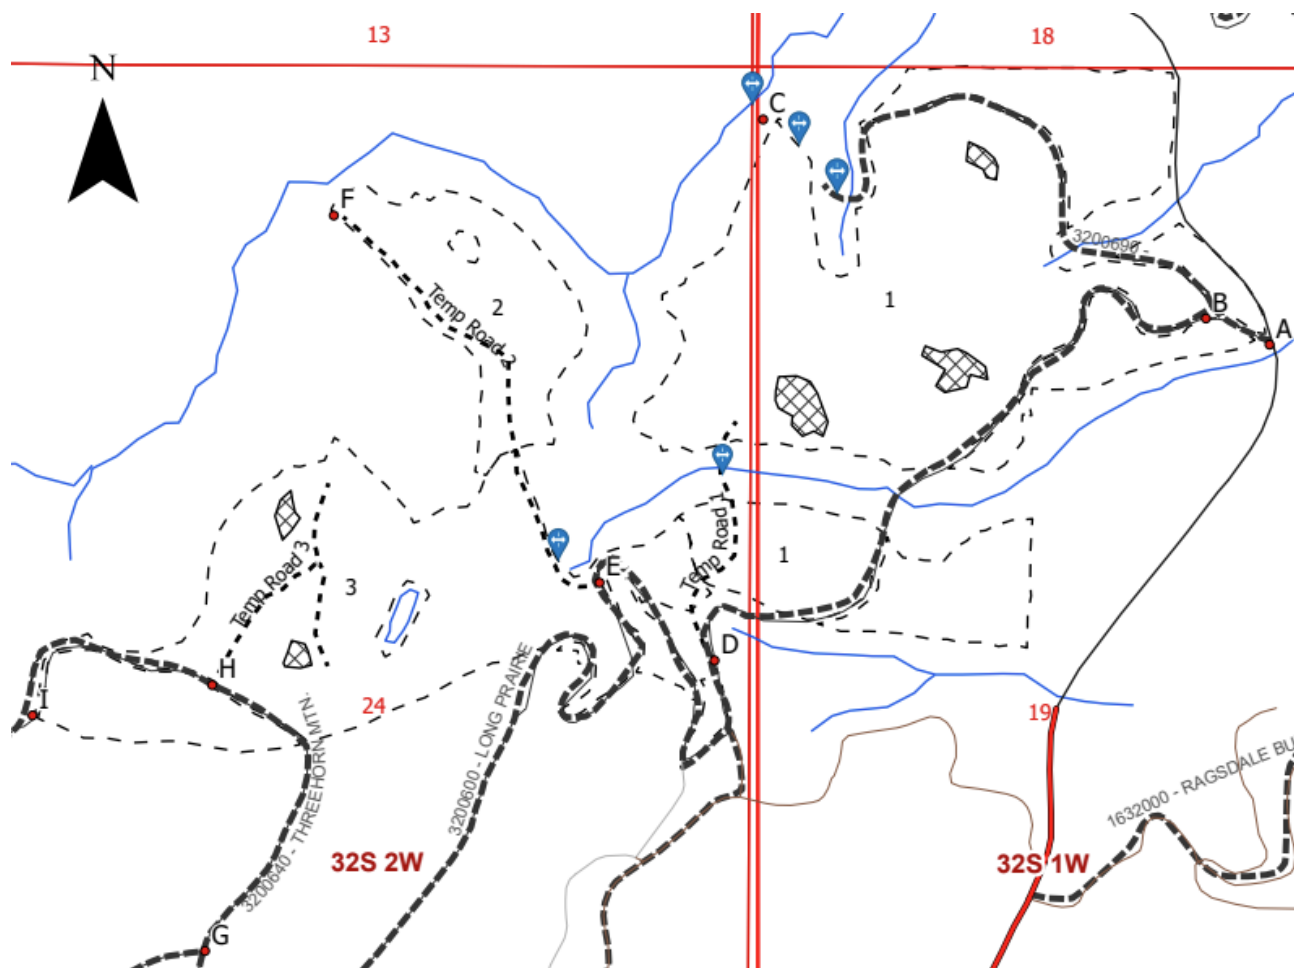 13
18
N
C
F
3200690 -
2
1
B
A
Temp Road 2
Temp Road 1
E
1
Temp Road 3
3
D
H
I
24
19
3200600 - LONG PRAIRIE
3200640 - THREEHORN MTN.
1632000 - RAGSDALE BU
32S 2W
32S 1W
G